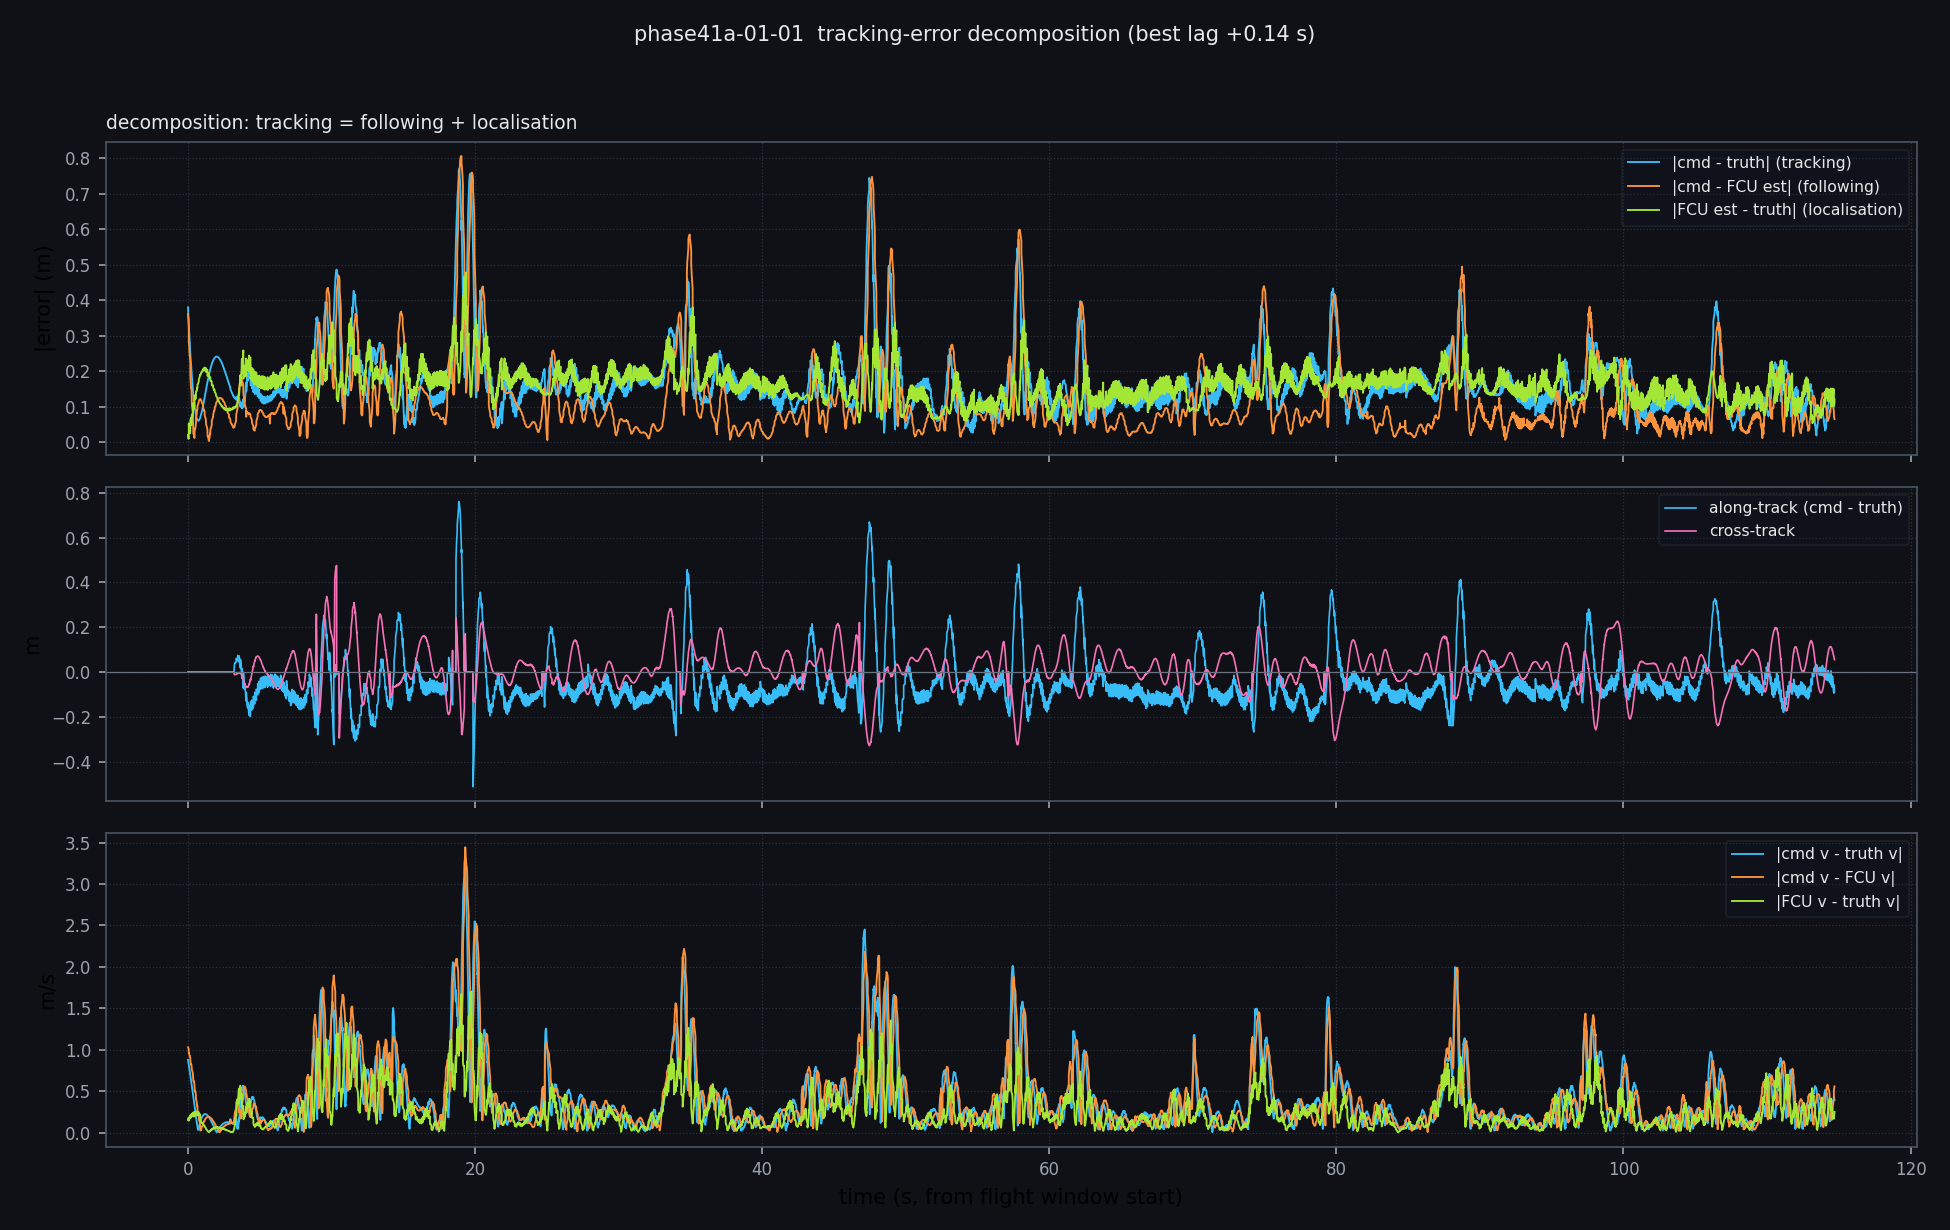 phase41a-01-01  tracking-error decomposition (best lag +0.14 s)
decomposition: tracking = following + localisation
|error| (m)
0.8
0.7
0.6
0.5
0.4
0.3
0.2
0.1
0.0
|cmd - truth| (tracking)
|cmd - FCU est| (following)
|FCU est - truth| (localisation)
m
0.8
0.6
0.4
0.2
0.0
−0.2
−0.4
along-track (cmd - truth)
cross-track
m/s
3.5
3.0
2.5
2.0
1.5
1.0
0.5
0.0
|cmd v - truth v|
|cmd v - FCU v|
|FCU v - truth v|
0 20 40 60 80 100 120
time (s, from flight window start)